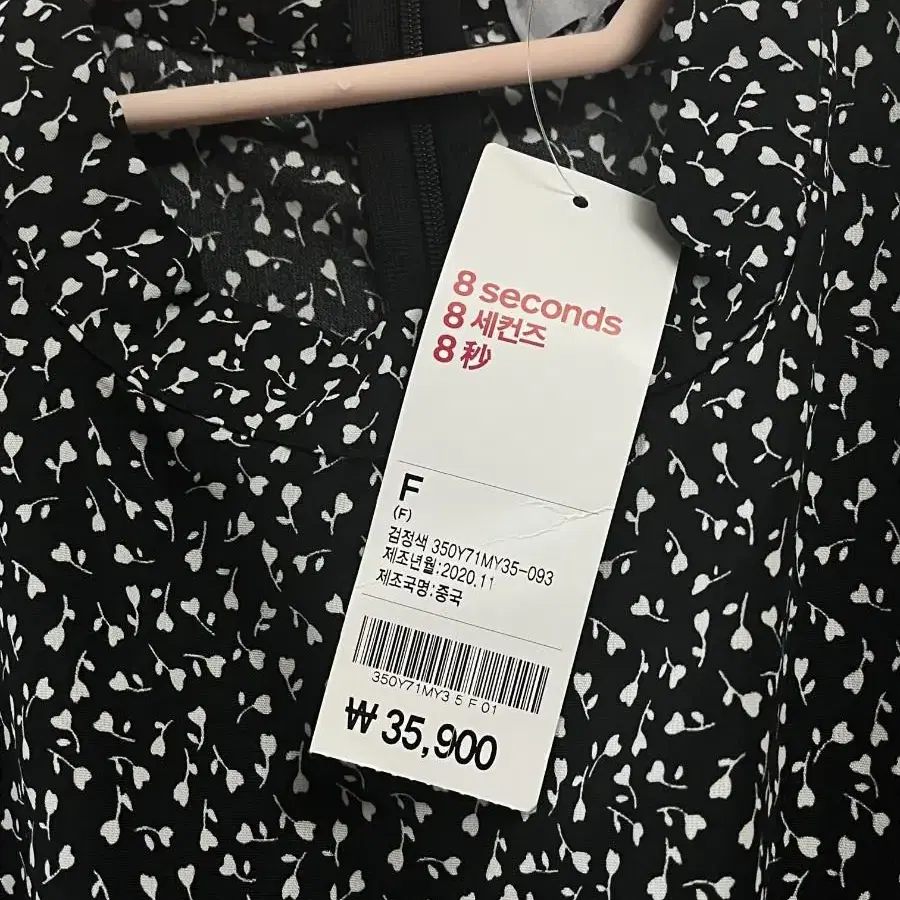 8 seconds
8 세컨즈
8 秒
F
(F)
검정색 350Y71MY35-093
제조년월:2020.11
제조국명:중국
350Y71MY3 5 F 01
₩ 35,900